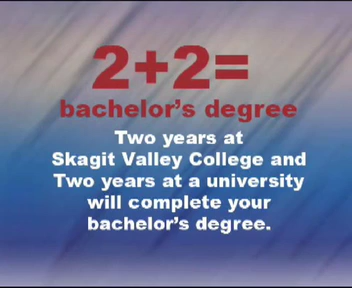 2+2=
bachelor's degree
Two years at
Skagit Valley College and
Two years at a university
will complete your
bachelor's degree.